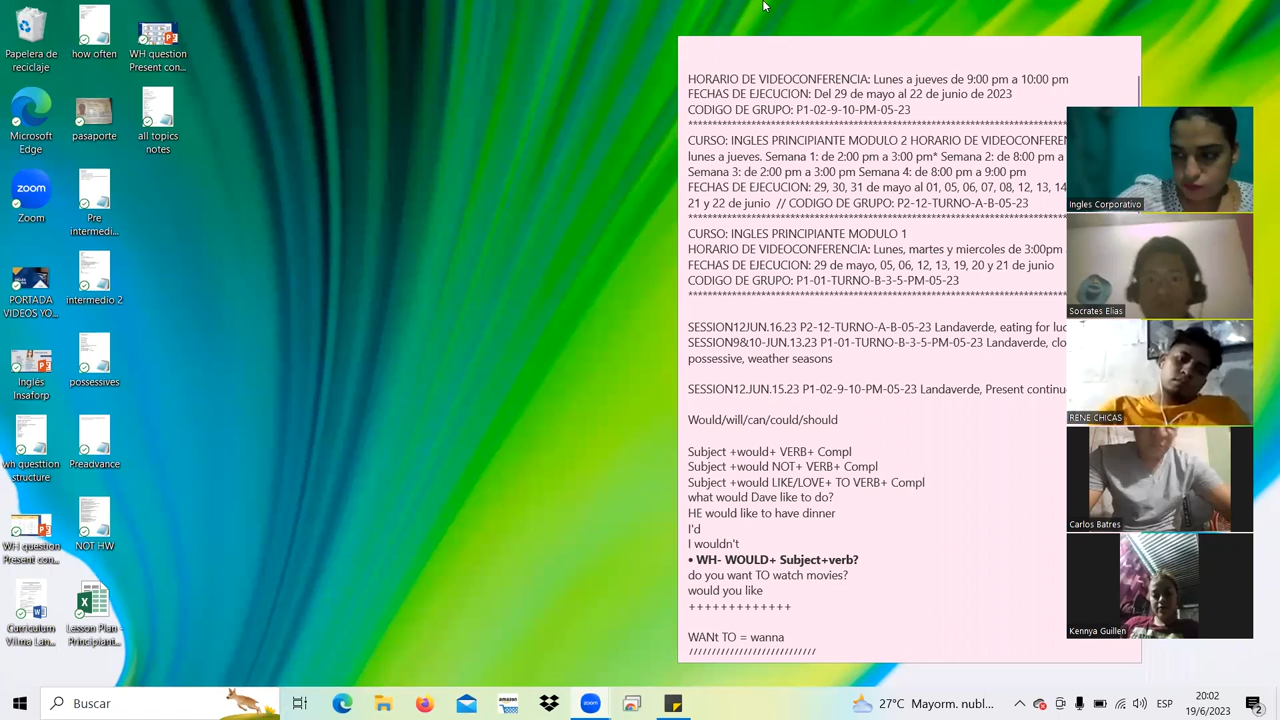 Papelera de
reciclaje
how often
WH question
Present con...
Microsoft
Edge
pasaporte
all topics
notes
Zoom
Pre
intermedi...
PORTADA
VIDEOS YO...
intermedio 2
Inglés
Insaforp
possessives
wh questtion
structure
Preadvance
WH question
Present con...
NOT HW
Curriculum
Vilma Lan...
Lesson Plan -
Principiant...
HORARIO DE VIDEOCONFERENCIA: Lunes a jueves de 9:00 pm a 10:00 pm
FECHAS DE EJECUCION: Del 29 de mayo al 22 de junio de 2023
CODIGO DE GRUPO: P1-02-9-10-PM-05-23
CURSO: INGLES PRINCIPIANTE MODULO 2 HORARIO DE VIDEOCONFEREN
lunes a jueves. Semana 1: de 2:00 pm a 3:00 pm* Semana 2: de 8:00 pm a
Semana 3: de 2:00 pm a 3:00 pm Semana 4: de 8:00 pm a 9:00 pm
FECHAS DE EJECUCION: 29, 30, 31 de mayo al 01, 05, 06, 07, 08, 12, 13, 14
21 y 22 de junio // CODIGO DE GRUPO: P2-12-TURNO-A-B-05-23
CURSO: INGLES PRINCIPIANTE MODULO 1
HORARIO DE VIDEOCONFERENCIA: Lunes, martes y miercoles de 3:00pm
FECHAS DE EJECUCION: 29 de mayo, 05, 06, 12, 13, 19, 20 y 21 de junio
CODIGO DE GRUPO: P1-01-TURNO-B-3-5-PM-05-23
SESSION12JUN.16.23 P2-12-TURNO-A-B-05-23 Landaverde, eating for luc
SESSION9&10-JUN.13.23 P1-01-TURNO-B-3-5-PM-05-23 Landaverde, clo
possessive, weather seasons
SESSION12.JUN.15.23 P1-02-9-10-PM-05-23 Landaverde, Present continu
Would/will/can/could/should
Subject +would+ VERB+ Compl
Subject +would NOT+ VERB+ Compl
Subject +would LIKE/LOVE+ TO VERB+ Compl
what would Dave like to do?
HE would like to have dinner
I'd
I wouldn't
• WH- WOULD+ Subject+verb?
do you want TO watch movies?
would you like
+++++++++++++
WANt TO = wanna
////////////////////////////
Ingles Corporativo
Socrates Elias
RENE CHICAS
Carlos Batres
Kennya Guillen
Buscar
amazon
zoom
27°C Mayorm. nubl...
ESP
20:02
19/6/2023
2